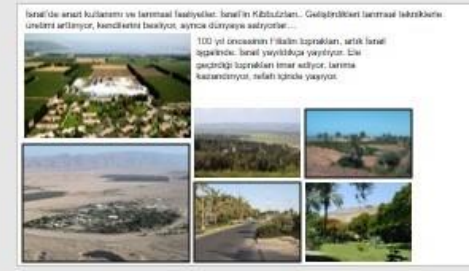 İsrail'de arazi kullanımı ve tarımsal faaliyetler. İsrail'in Kibbutzları.. Geliştirdikleri tarımsal tekniklerle
üretimi arttırıyor, kendilerini besliyor, ayrıca dünyaya satıyorlar....
100 yıl öncesinin Filistin toprakları, artık İsrail
işgalinde. İsrail yayıldıkça yayılıyor. Ele
geçirdiği toprakları imar ediyor, tarıma
kazandırıyor, refah içinde yaşıyor.